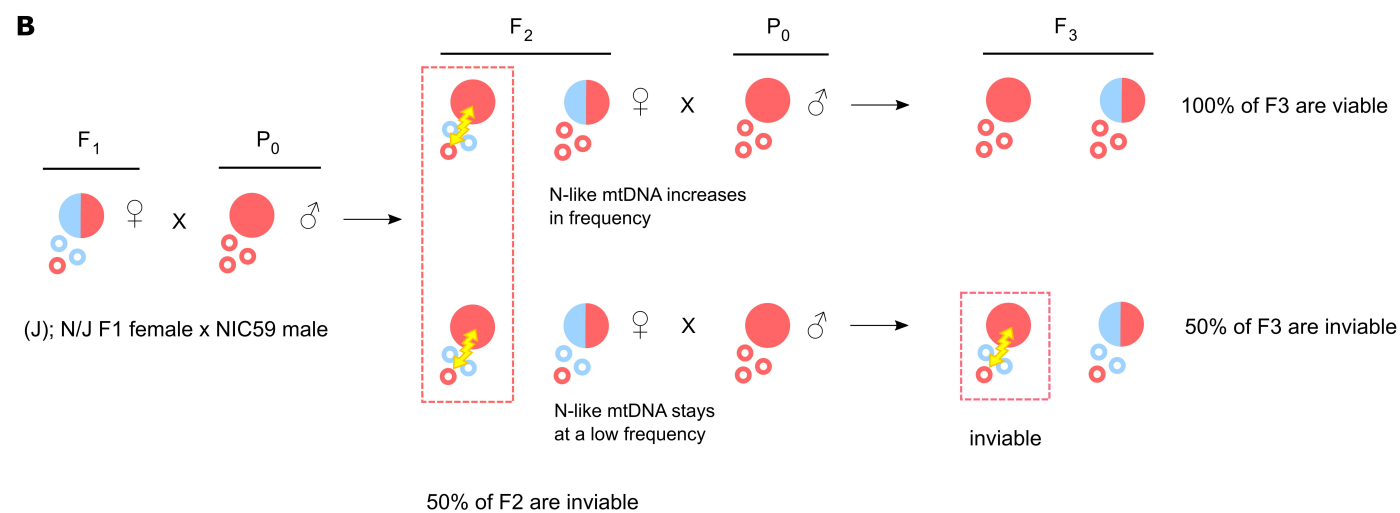 B
F1
P0
(J); N/J F1 female x NIC59 male
♀ X ♂
F2
P0
F3
♀ X ♂
100% of F3 are viable
N-like mtDNA increases
in frequency
♀ X ♂
50% of F3 are inviable
N-like mtDNA stays
at a low frequency
inviable
50% of F2 are inviable